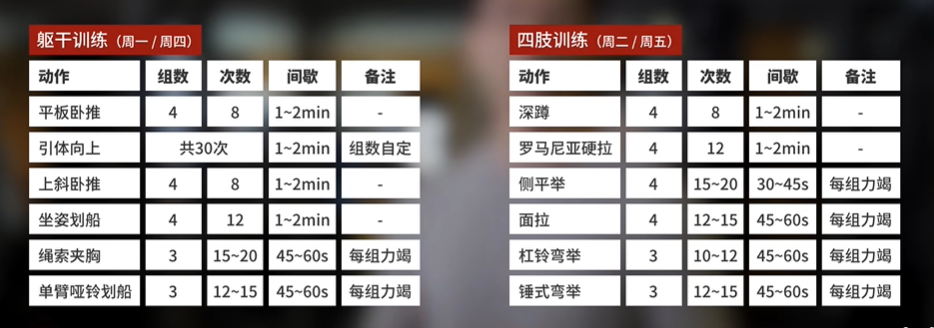 躯干训练（周一 / 周四）
动作 组数 次数 间歇 备注
平板卧推 4 8 1~2min -
引体向上 共30次 1~2min 组数自定
上斜卧推 4 8 1~2min -
坐姿划船 4 12 1~2min -
绳索夹胸 3 15~20 45~60s 每组力竭
单臂哑铃划船 3 12~15 45~60s 每组力竭
四肢训练（周二 / 周五）
动作 组数 次数 间歇 备注
深蹲 4 8 1~2min -
罗马尼亚硬拉 4 12 1~2min -
侧平举 4 15~20 30~45s 每组力竭
面拉 4 12~15 45~60s 每组力竭
杠铃弯举 3 10~12 45~60s 每组力竭
锤式弯举 3 12~15 45~60s 每组力竭